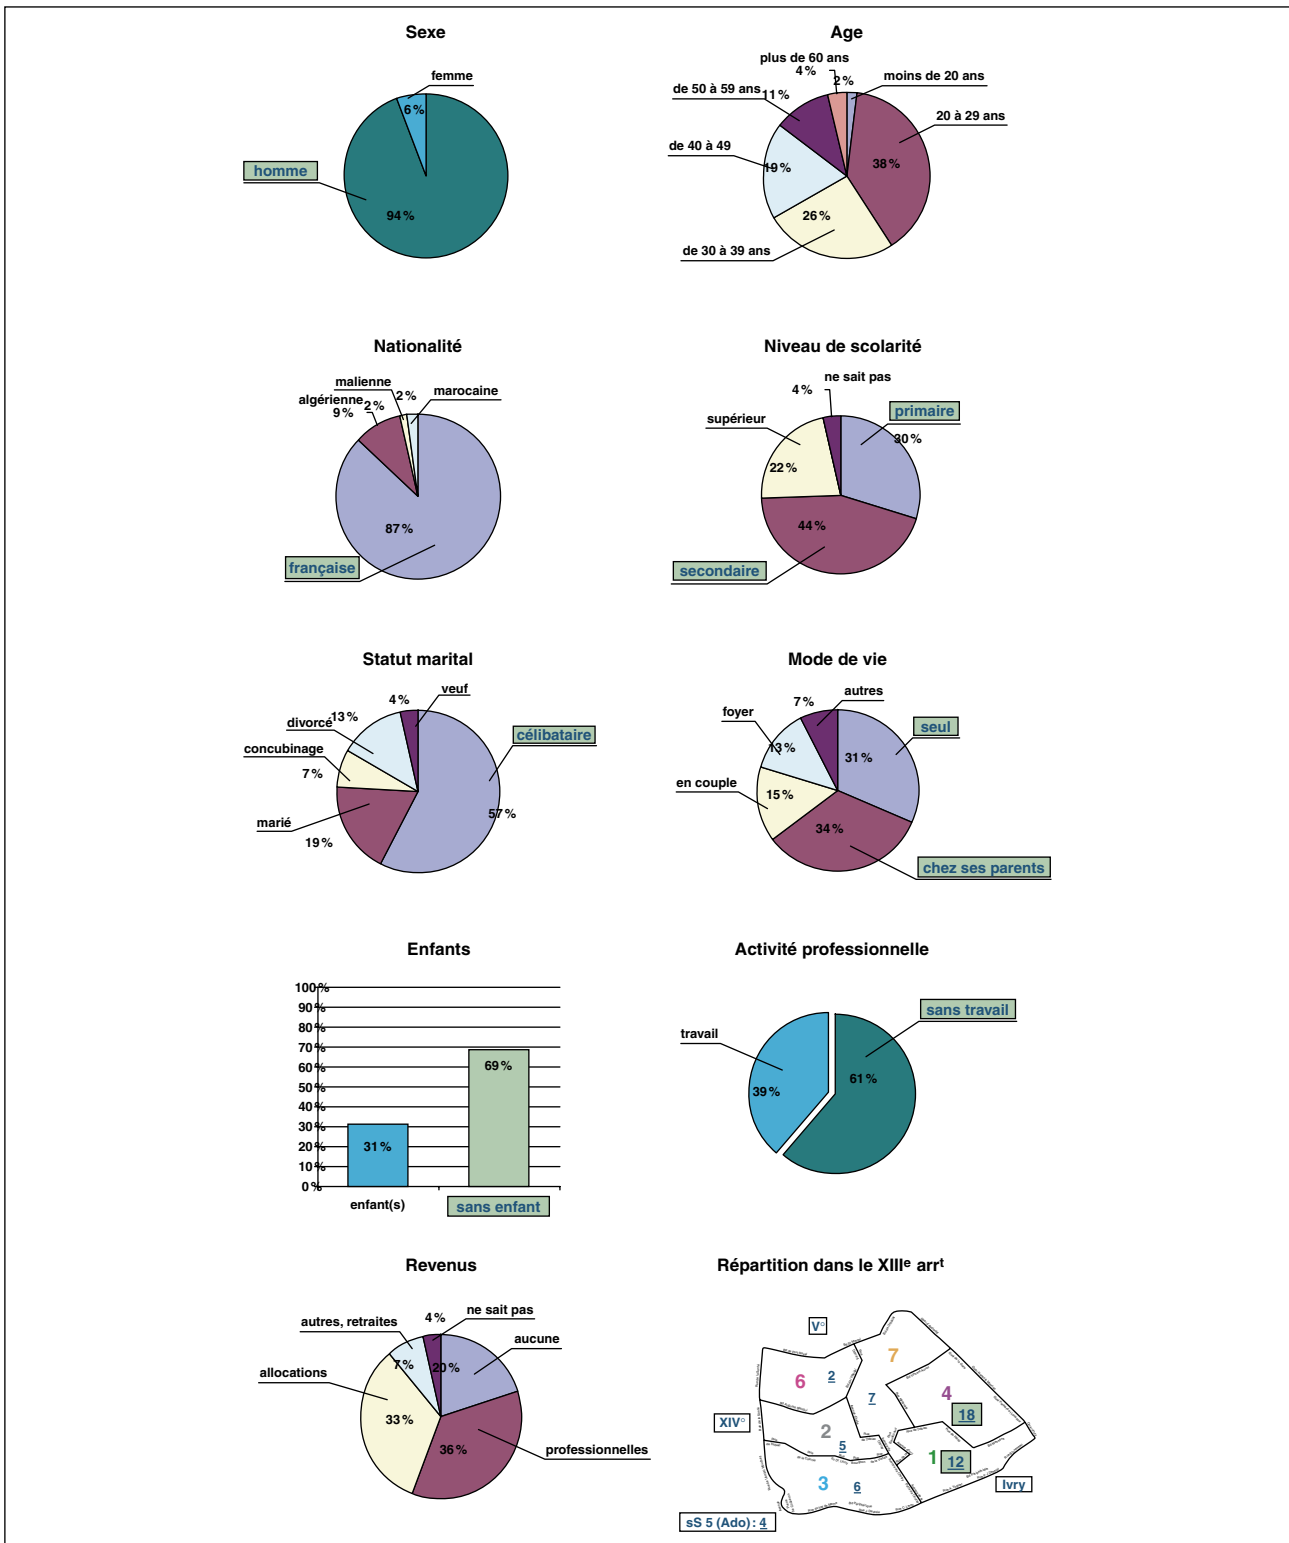 Sexe
femme
6%
homme
94%
Age
plus de 60 ans
4%
2%
moins de 20 ans
de 50 à 59 ans
11%
20 à 29 ans
de 40 à 49
19%
38%
26%
de 30 à 39 ans
Nationalité
malienne
2%
marocaine
algérienne
2%
9%
87%
française
Niveau de scolarité
ne sait pas
4%
primaire
supérieur
30%
22%
44%
secondaire
Statut marital
veuf
4%
divorcé
13%
célibataire
concubinage
7%
57%
marié
19%
Mode de vie
autres
7%
foyer
seul
13%
31%
en couple
15%
34%
chez ses parents
Enfants
100%
90%
80%
70%
60%
50%
40%
30%
20%
10%
0%
69%
31%
enfant(s)
sans enfant
Activité professionnelle
sans travail
travail
61%
39%
Revenus
ne sait pas
4%
autres, retraites
aucune
7%
20%
allocations
33%
36%
professionnelles
Répartition dans le XIIIe arrt
V°
7
6
2
4
7
18
XIV°
2
5
1
12
3
6
Ivry
sS 5 (Ado): 4